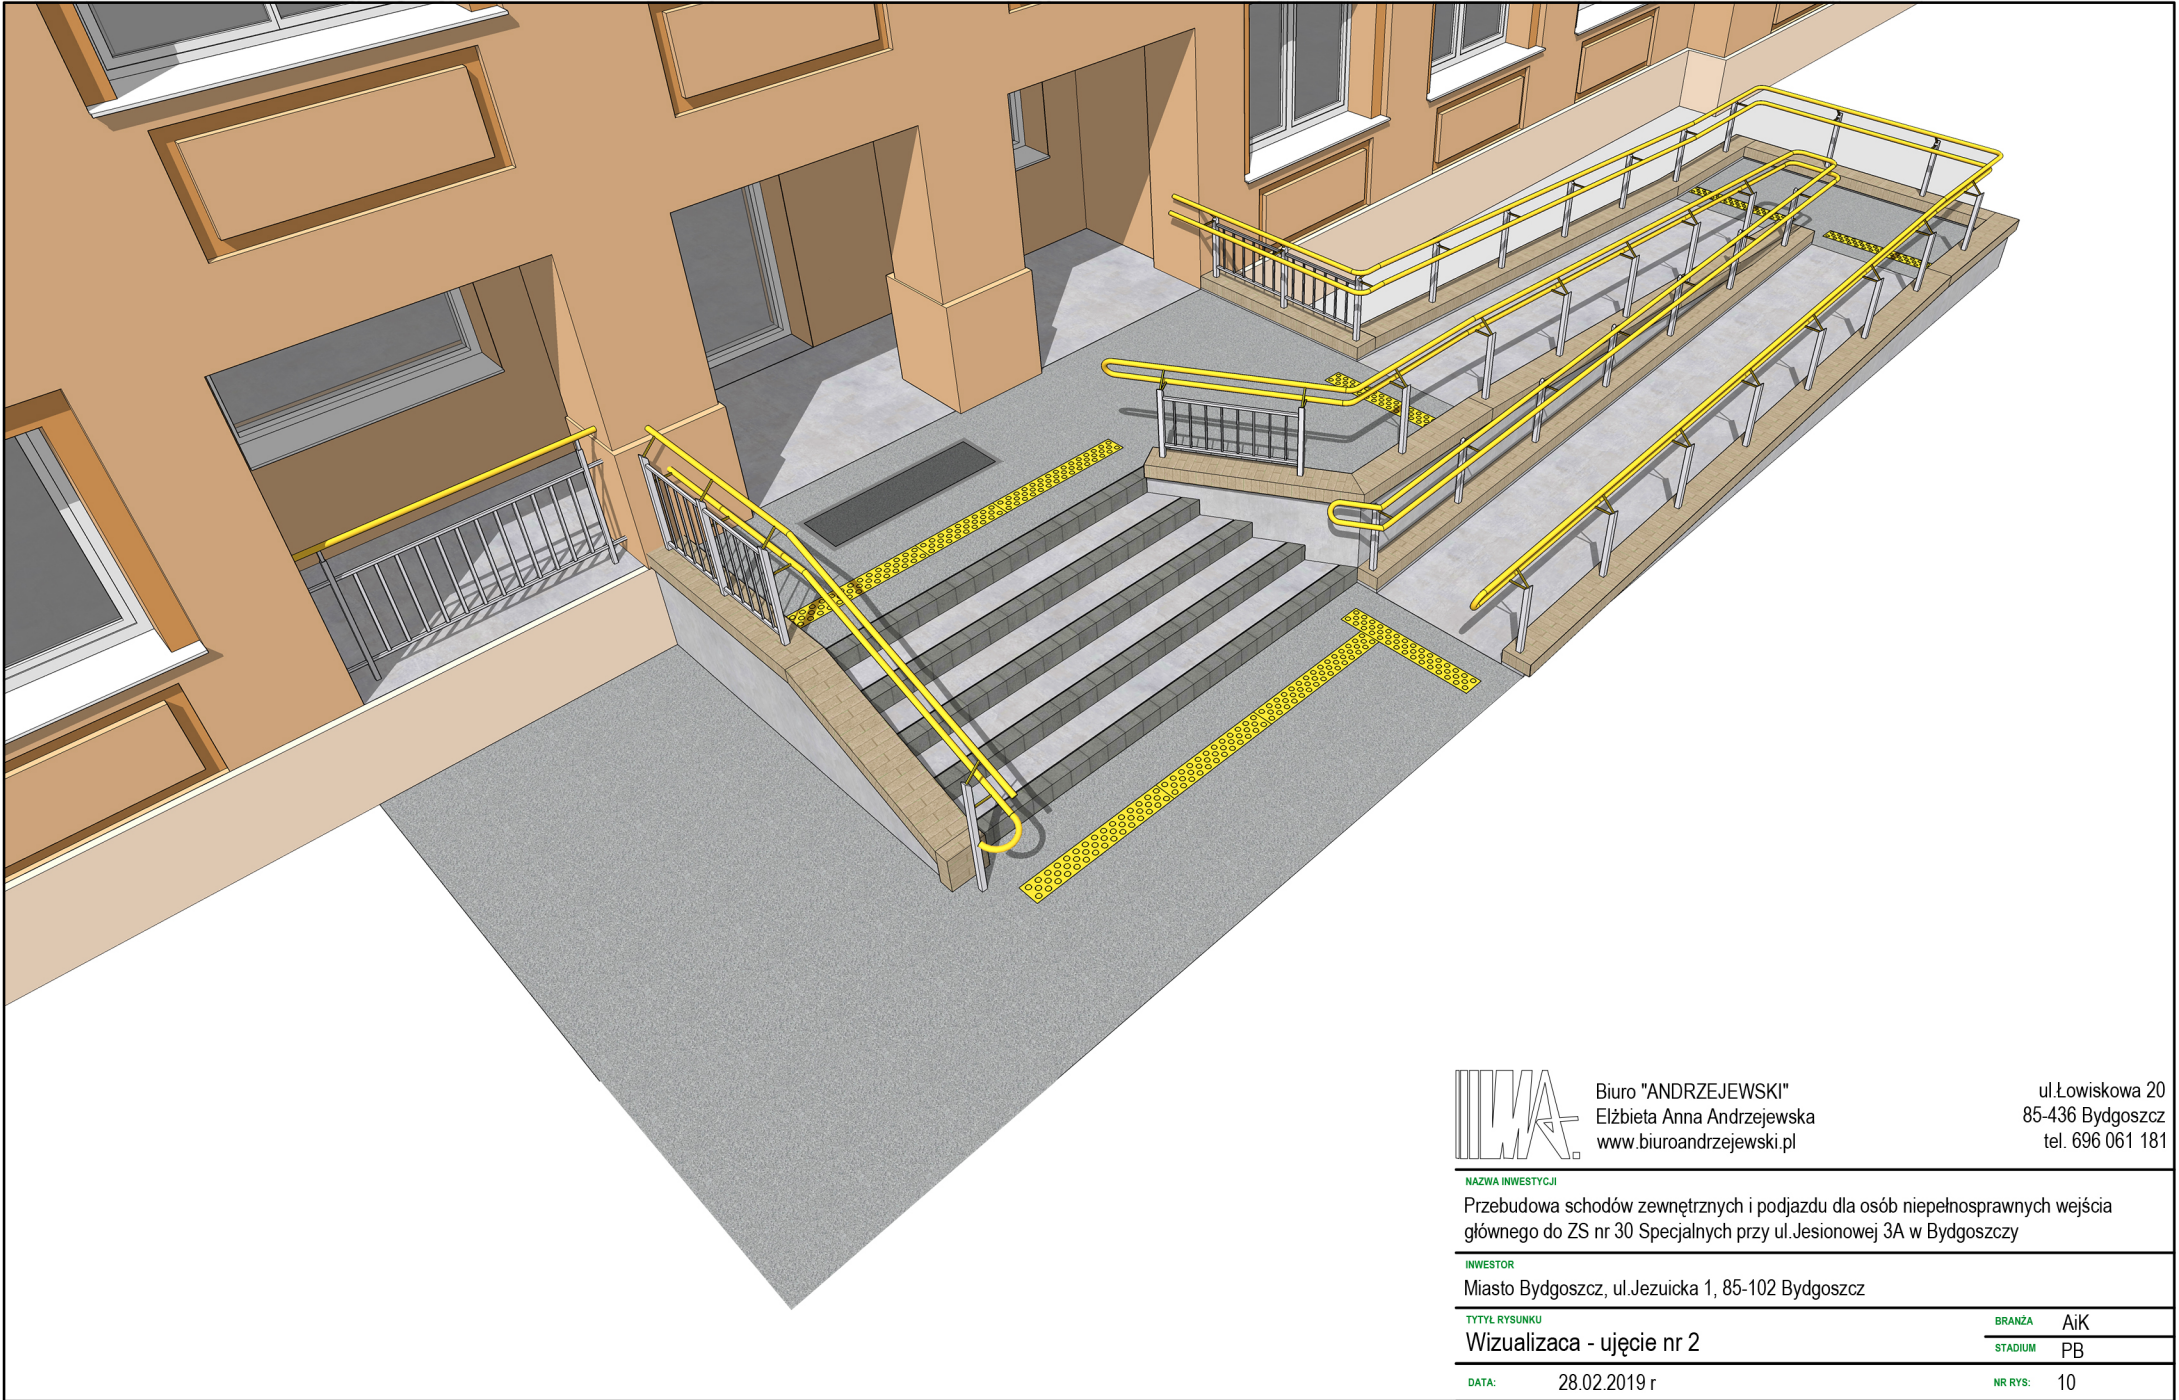 Biuro "ANDRZEJEWSKI"
Elżbieta Anna Andrzejewska
www.biuroandrzejewski.pl
ul.Łowiskowa 20
85-436 Bydgoszcz
tel. 696 061 181
NAZWA INWESTYCJI
Przebudowa schodów zewnętrznych i podjazdu dla osób niepełnosprawnych wejścia
głównego do ZS nr 30 Specjalnych przy ul.Jesionowej 3A w Bydgoszczy
INWESTOR
Miasto Bydgoszcz, ul.Jezuicka 1, 85-102 Bydgoszcz
TYTYŁ RYSUNKU
Wizualizaca - ujęcie nr 2
BRANŻA AiK
STADIUM PB
DATA: 28.02.2019 r
NR RYS: 10